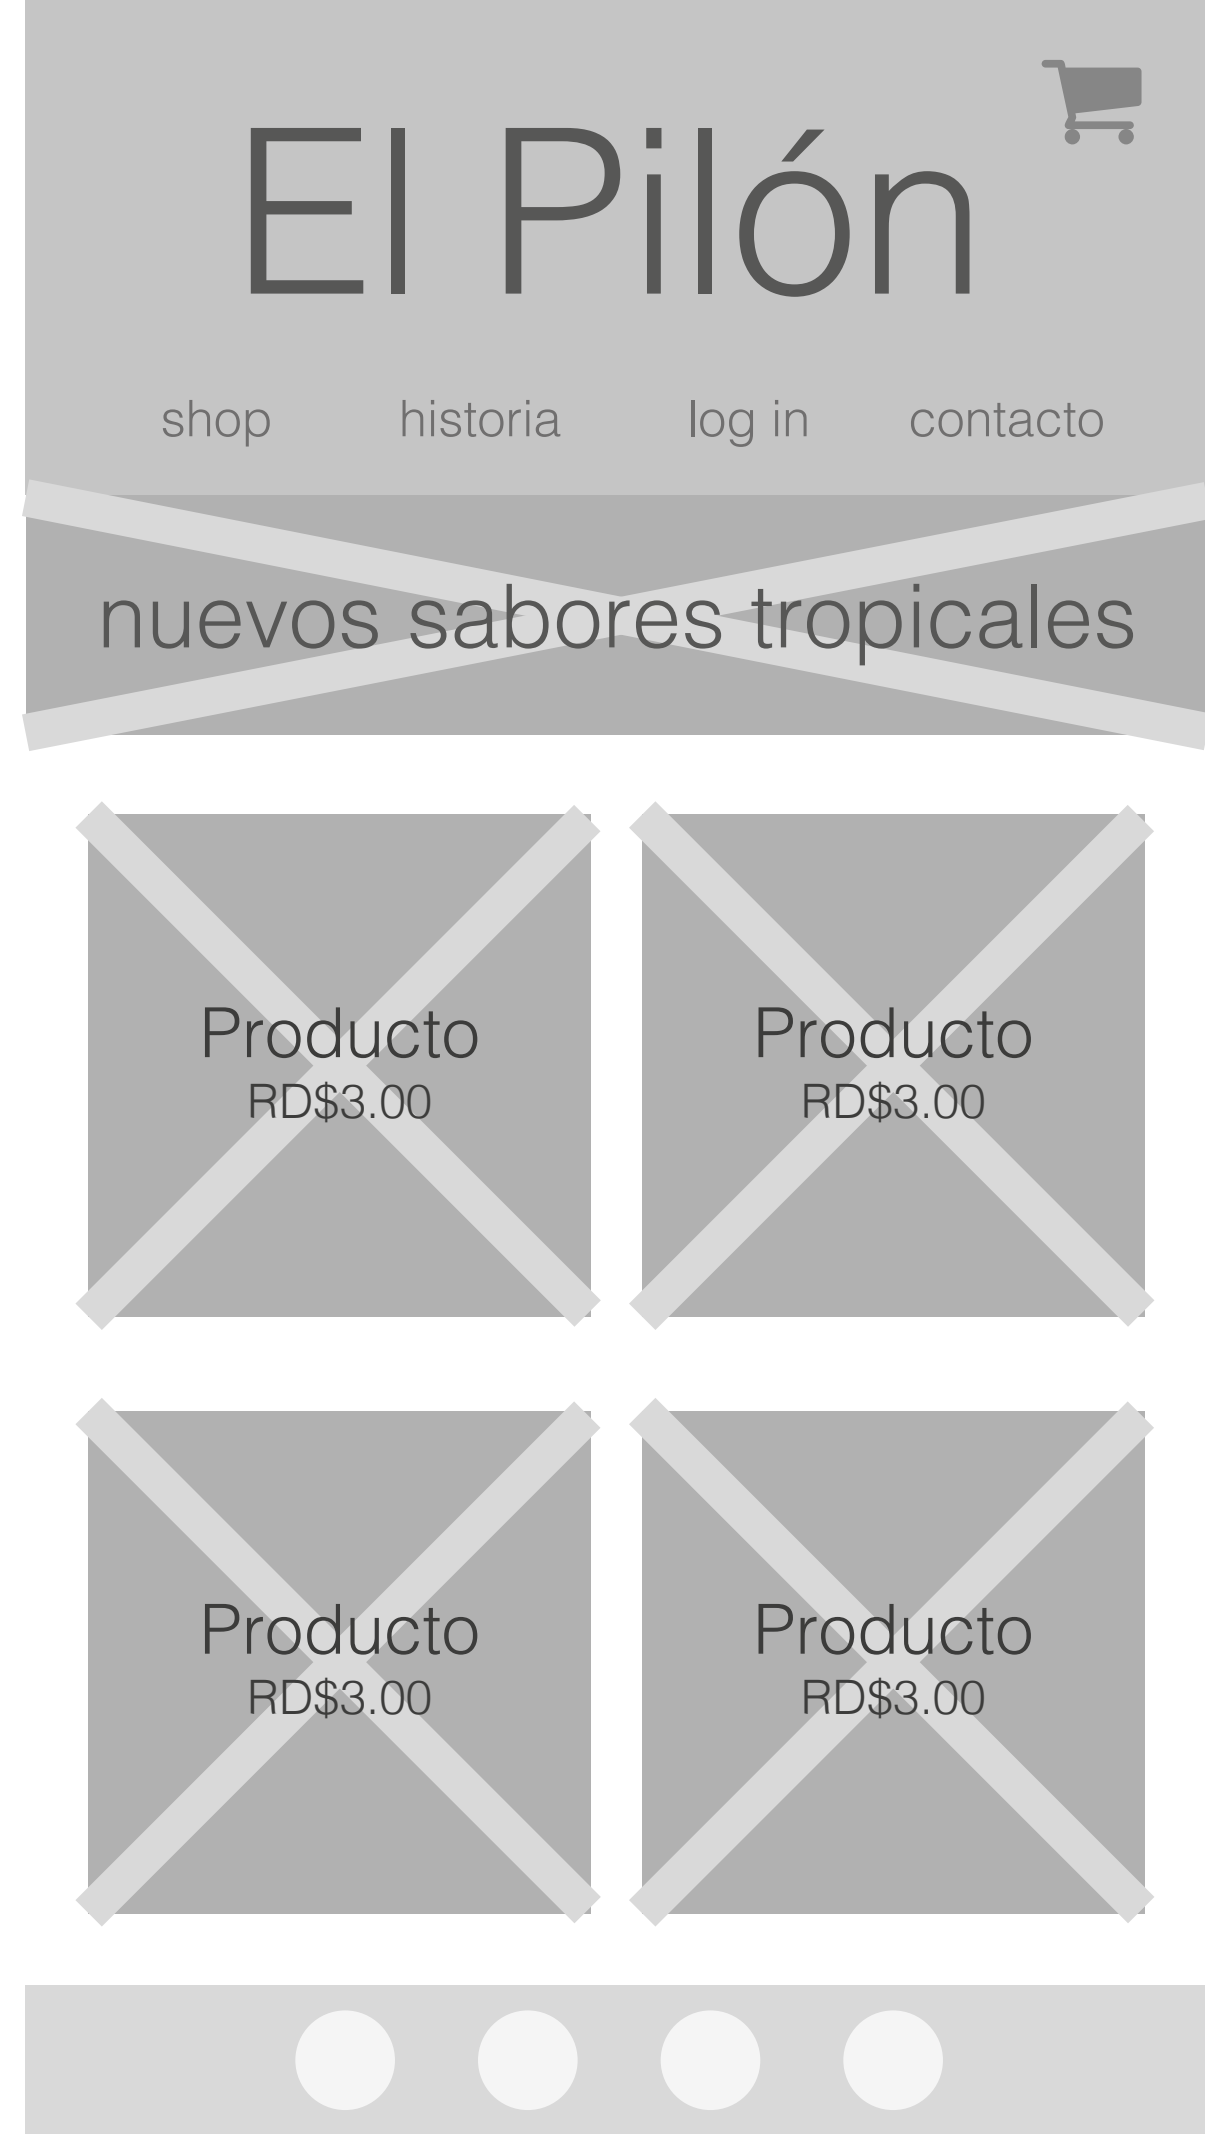 El Pilón
shop historia log in contacto
nuevos sabores tropicales
Producto Producto
RD$3.00 RD$3.00
Producto Producto
RD$3.00 RD$3.00